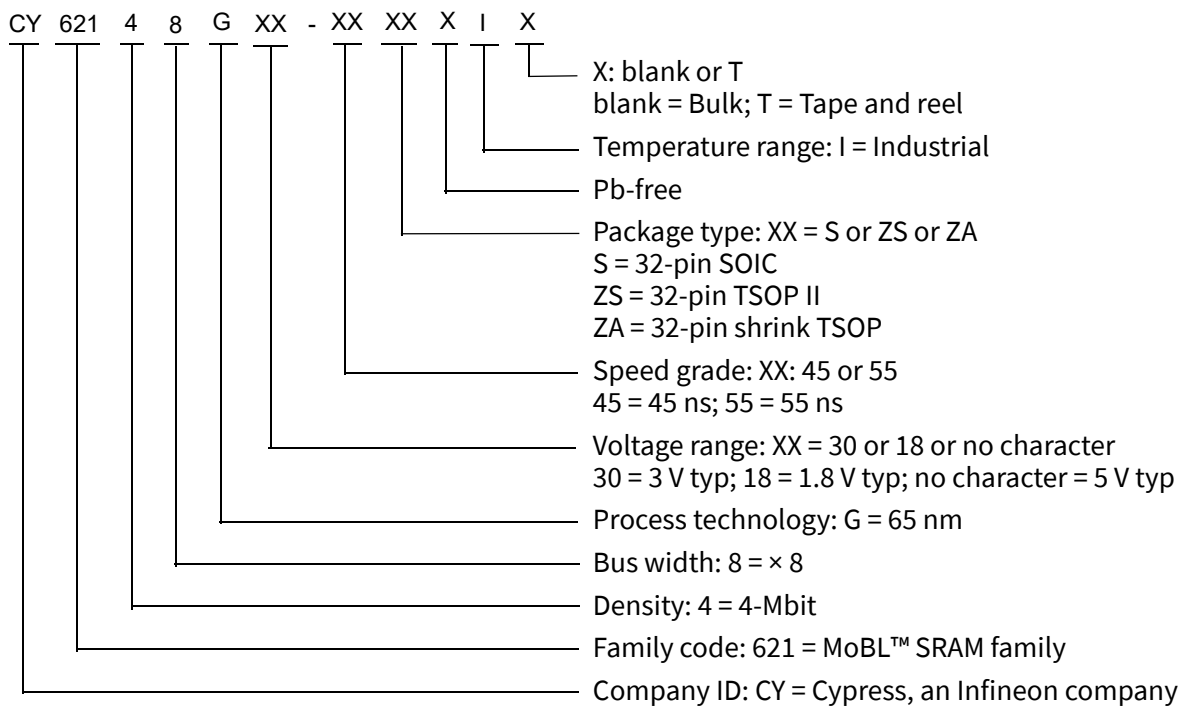 CY 621 4 8 G XX - XX XX X I X
X: blank or T
blank = Bulk; T = Tape and reel
Temperature range: I = Industrial
Pb-free
Package type: XX = S or ZS or ZA
S = 32-pin SOIC
ZS = 32-pin TSOP II
ZA = 32-pin shrink TSOP
Speed grade: XX: 45 or 55
45 = 45 ns; 55 = 55 ns
Voltage range: XX = 30 or 18 or no character
30 = 3 V typ; 18 = 1.8 V typ; no character = 5 V typ
Process technology: G = 65 nm
Bus width: 8 = × 8
Density: 4 = 4-Mbit
Family code: 621 = MoBL™ SRAM family
Company ID: CY = Cypress, an Infineon company